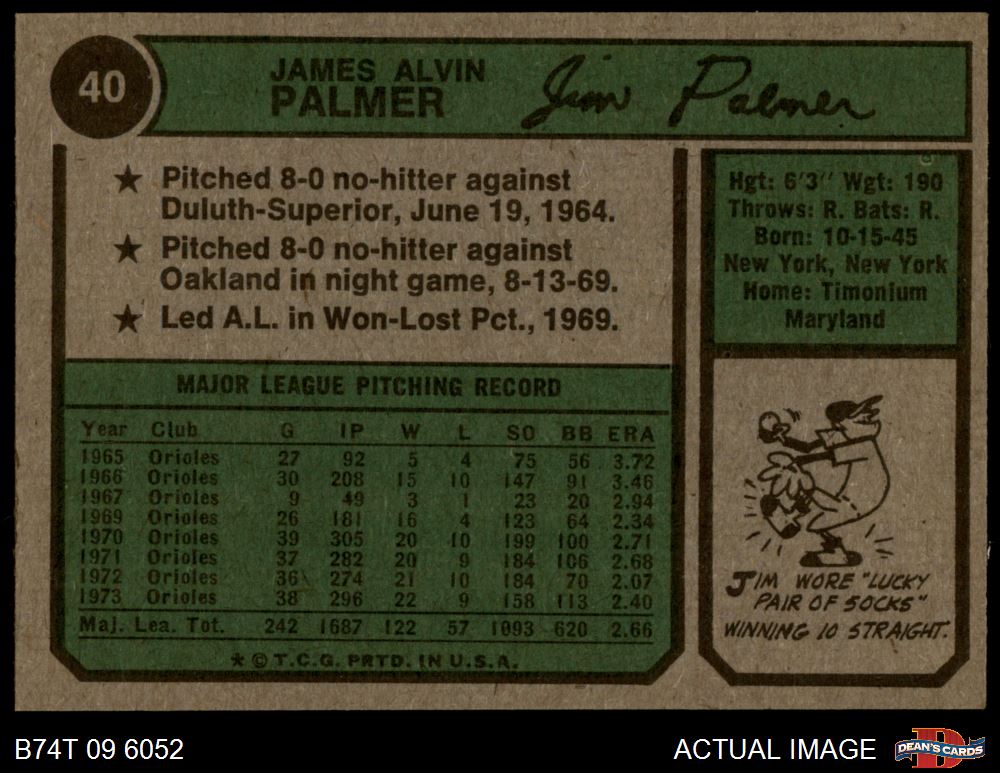 40
JAMES ALVIN
PALMER
Jim Palmer
★ Pitched 8-0 no-hitter against
Duluth-Superior, June 19, 1964.
★ Pitched 8-0 no-hitter against
Oakland in night game, 8-13-69.
★ Led A.L. in Won-Lost Pct., 1969.
Hgt: 6'3" Wgt: 190
Throws: R. Bats: R.
Born: 10-15-45
New York, New York
Home: Timonium
Maryland
MAJOR LEAGUE PITCHING RECORD
Year Club G IP W L SO BB ERA
1965 Orioles 27 92 5 4 75 56 3.72
1966 Orioles 30 208 15 10 147 91 3.46
1967 Orioles 9 49 3 1 23 20 2.94
1969 Orioles 26 181 16 4 123 64 2.34
1970 Orioles 39 305 20 10 199 100 2.71
1971 Orioles 37 282 20 9 184 106 2.68
1972 Orioles 36 274 21 10 184 70 2.07
1973 Orioles 38 296 22 9 158 113 2.40
Maj. Lea. Tot. 242 1687 122 57 1093 620 2.66
★ © T.C.G. PRTD. IN U.S.A.
JIM WORE "LUCKY
PAIR OF SOCKS"
WINNING 10 STRAIGHT.
B74T 09 6052
ACTUAL IMAGE
D
DEAN'S CARDS